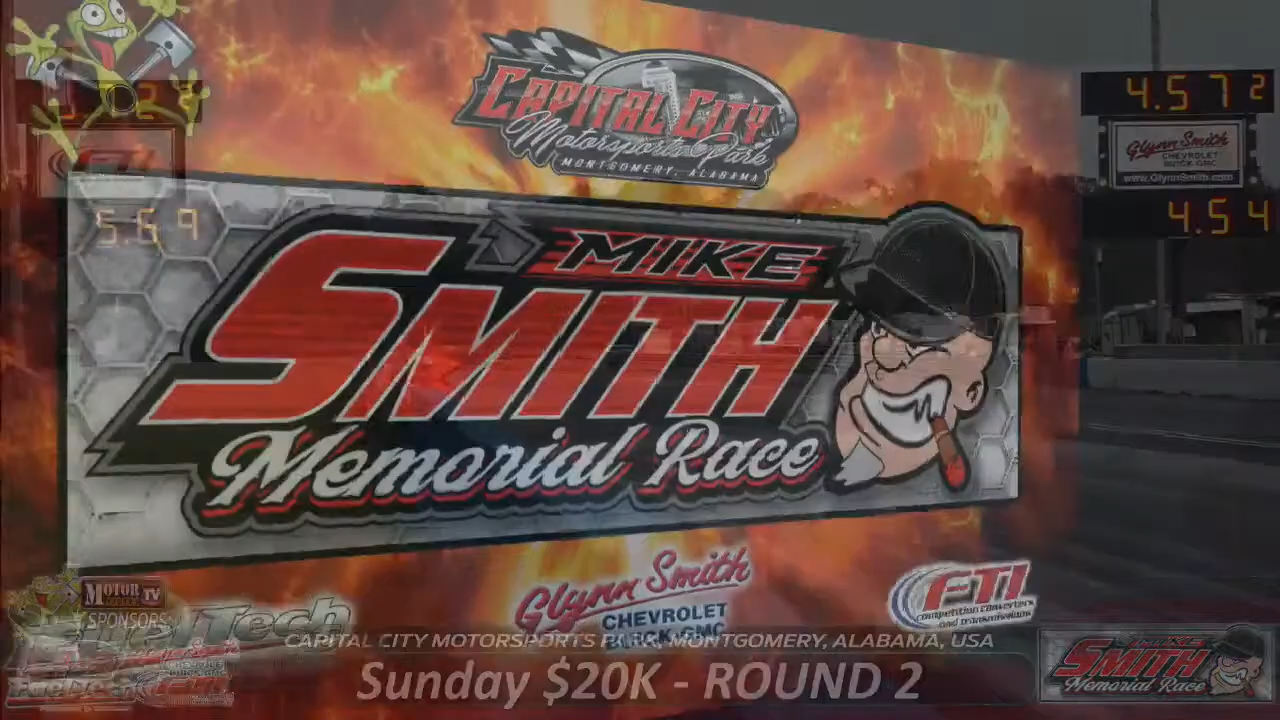 CAPITAL CITY
Motorsports Park
MONTGOMERY, ALABAMA
4.572
Glynn Smith
CHEVROLET
BUICK GMC
www.GlynnSmith.com
4.54
5.69
MIKE
SMITH
Memorial Race
Glynn Smith
CHEVROLET
BUICK GMC
FTI
competition converters
and transmissions
MOTOR
TV
SPONSORS
CAPITAL CITY MOTORSPORTS PARK, MONTGOMERY, ALABAMA, USA
Sunday $20K - ROUND 2
MIKE
SMITH
Memorial Race